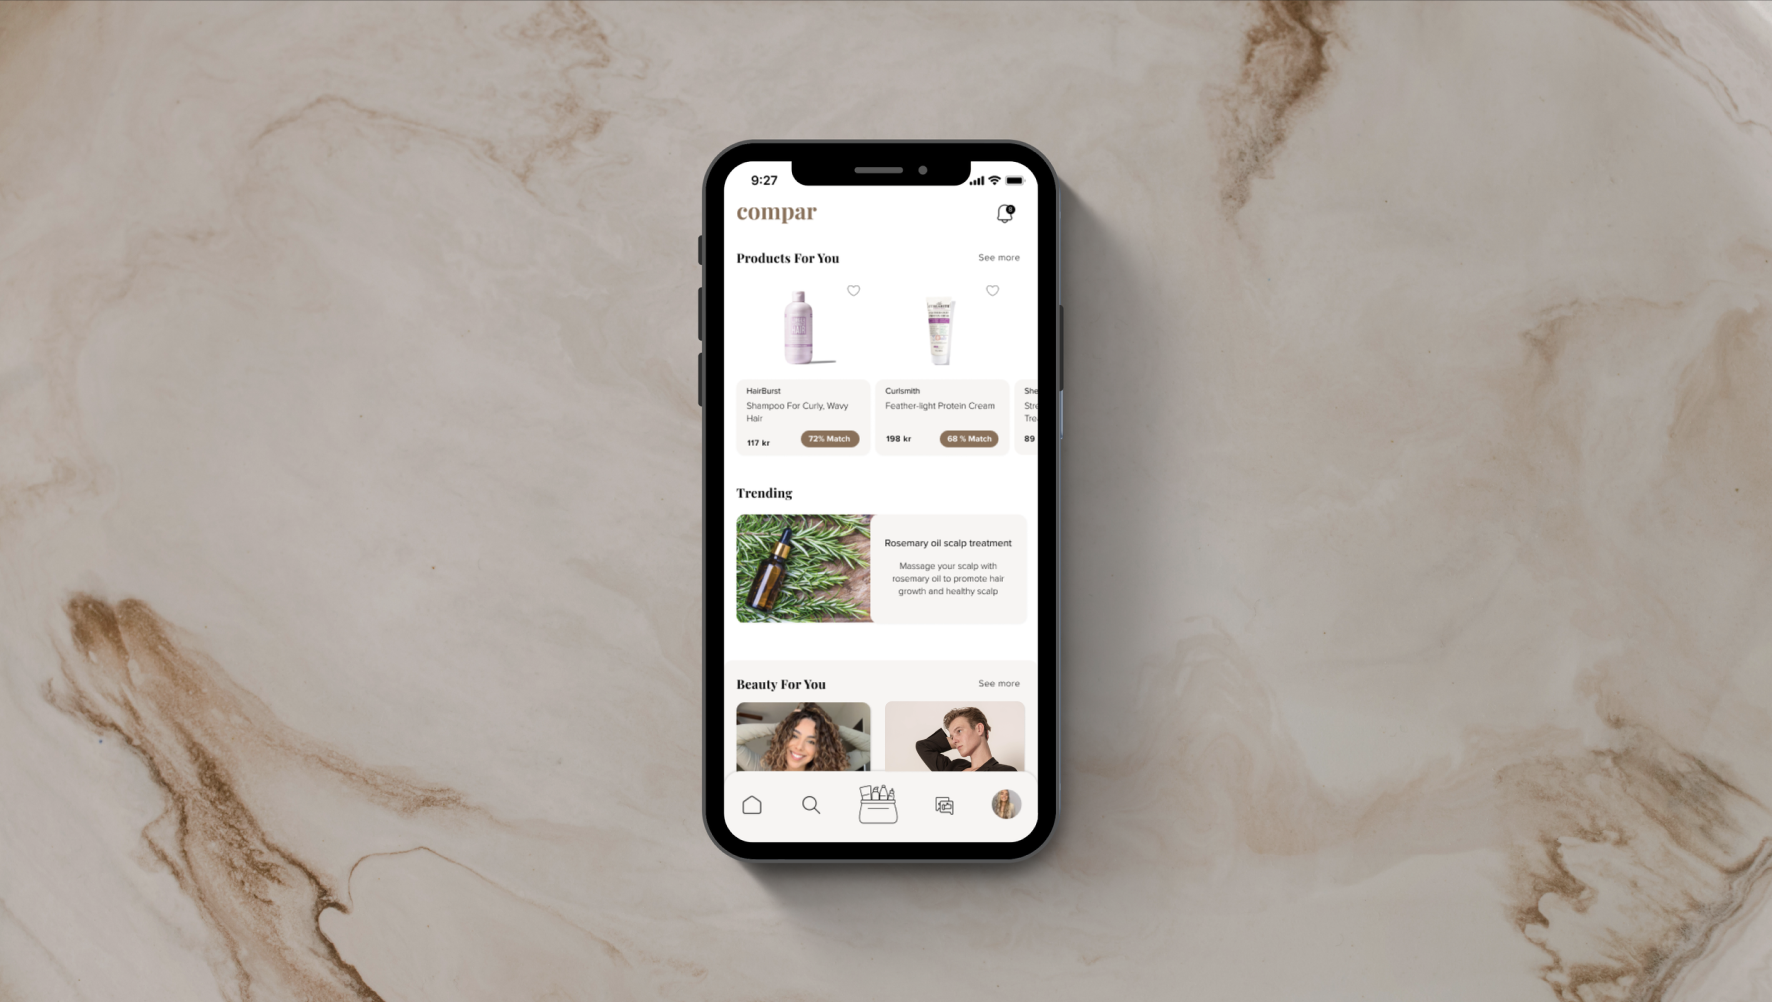 9:27
compar
Products For You
See more
HairBurst
Shampoo For Curly, Wavy
Hair
117 kr
72% Match
Curlsmith
Feather-light Protein Cream
198 kr
68 % Match
She
Stre
Tre
89
Trending
Rosemary oil scalp treatment
Massage your scalp with
rosemary oil to promote hair
growth and healthy scalp
Beauty For You
See more